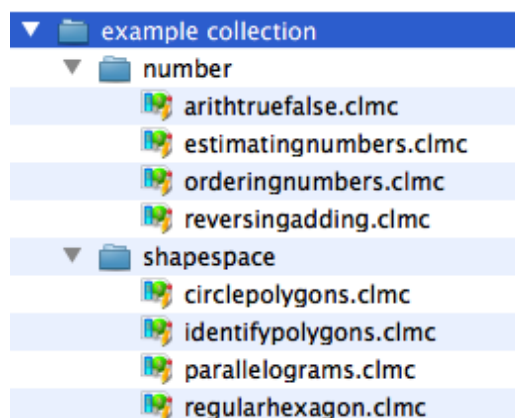 example collection
number
arithtruefalse.clmc
estimatingnumbers.clmc
orderingnumbers.clmc
reversingadding.clmc
shapespace
circlepolygons.clmc
identifypolygons.clmc
parallelograms.clmc
regularhexagon.clmc